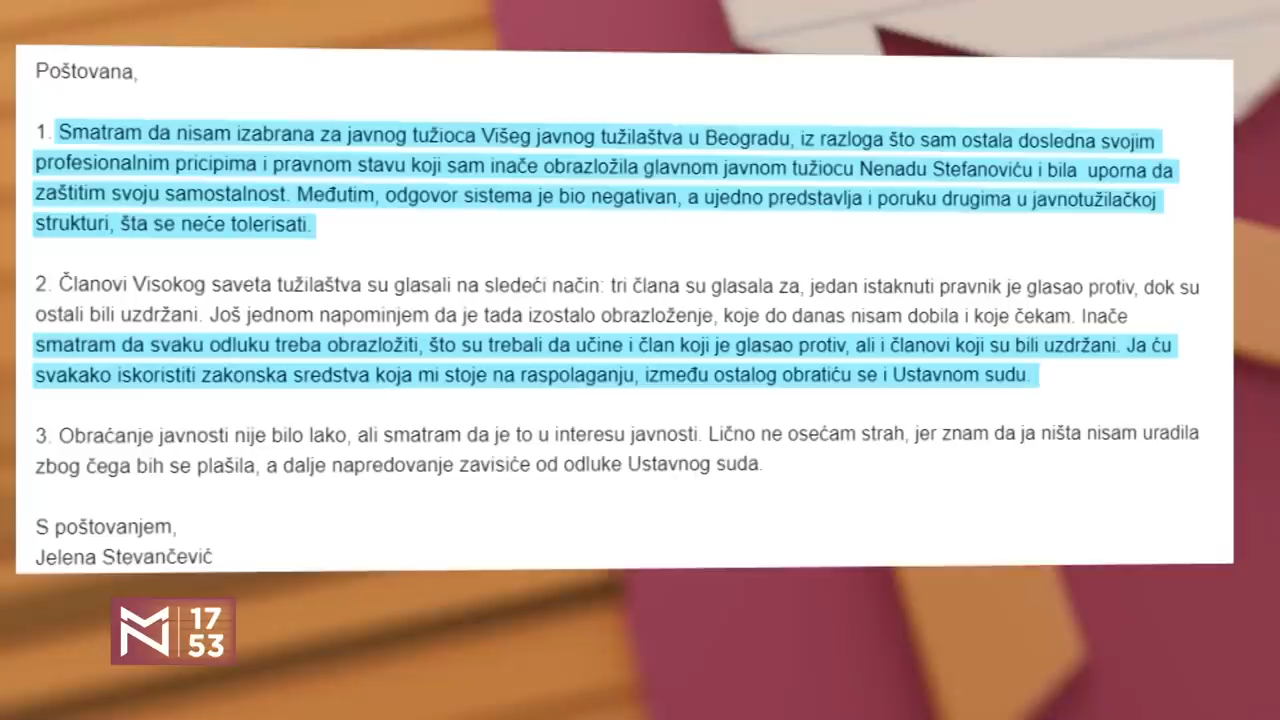 Poštovana,
1. Smatram da nisam izabrana za javnog tužioca Višeg javnog tužilaštva u Beogradu, iz razloga što sam ostala dosledna svojim
profesionalnim pricipima i pravnom stavu koji sam inače obrazložila glavnom javnom tužiocu Nenadu Stefanoviću i bila uporna da
zaštitim svoju samostalnost. Međutim, odgovor sistema je bio negativan, a ujedno predstavlja i poruku drugima u javnotužilačkoj
strukturi, šta se neće tolerisati.
2. Članovi Visokog saveta tužilaštva su glasali na sledeći način: tri člana su glasala za, jedan istaknuti pravnik je glasao protiv, dok su
ostali bili uzdržani. Još jednom napominjem da je tada izostalo obrazloženje, koje do danas nisam dobila i koje čekam. Inače
smatram da svaku odluku treba obrazložiti, što su trebali da učine i član koji je glasao protiv, ali i članovi koji su bili uzdržani. Ja ću
svakako iskoristiti zakonska sredstva koja mi stoje na raspolaganju, između ostalog obratiću se i Ustavnom sudu.
3. Obraćanje javnosti nije bilo lako, ali smatram da je to u interesu javnosti. Lično ne osećam strah, jer znam da ja ništa nisam uradila
zbog čega bih se plašila, a dalje napredovanje zavisiće od odluke Ustavnog suda.
S poštovanjem,
Jelena Stevančević
N 17
53